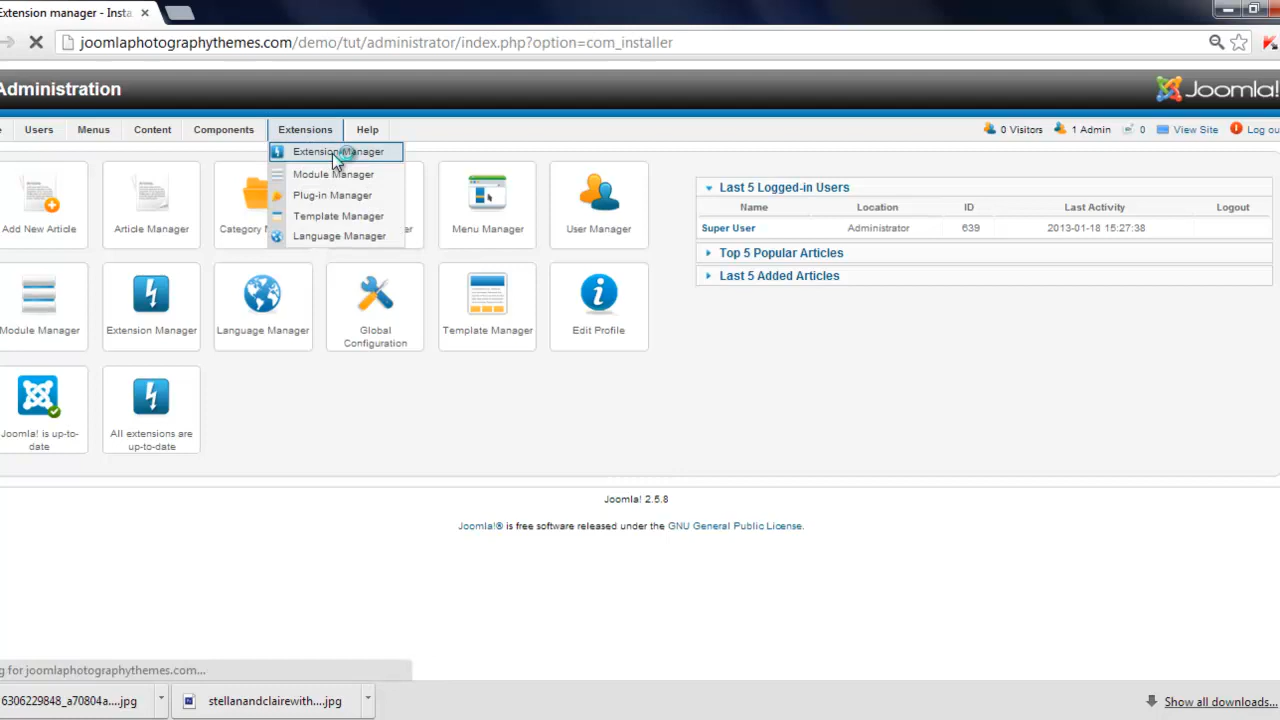 Extension manager - Insta
joomlaphotographythemes.com/demo/tut/administrator/index.php?option=com_installer
Administration
Joomla!
Users Menus Content Components Extensions Help
0 Visitors 1 Admin 0 View Site Log ou
Extension Manager
Module Manager
Plug-in Manager
Template Manager
Language Manager
Add New Article
Article Manager
Category
Menu Manager
User Manager
Last 5 Logged-in Users
Name Location ID Last Activity Logout
Super User Administrator 639 2013-01-18 15:27:38
Top 5 Popular Articles
Last 5 Added Articles
Module Manager
Extension Manager
Language Manager
Global
Configuration
Template Manager
Edit Profile
Joomla! is up-to-
date
All extensions are
up-to-date
Joomla! 2.5.8
Joomla!® is free software released under the GNU General Public License.
g for joomlaphotographythemes.com...
6306229848_a70804a....jpg
stellanandclairewith....jpg
Show all downloads...